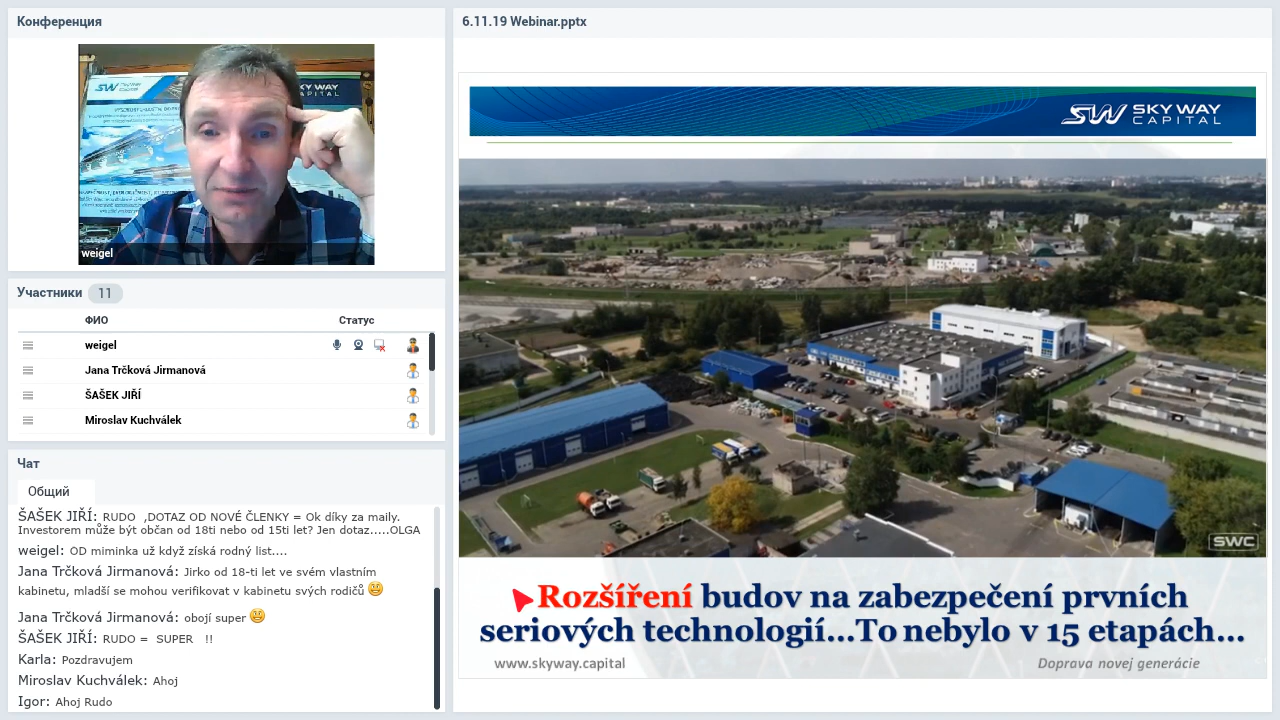 Конференция
SW SKY WAY CAPITAL
weigel
Участники 11
ФИО Статус
weigel
Jana Trčková Jirmanová
ŠAŠEK JIŘÍ
Miroslav Kuchválek
Чат
Общий
ŠAŠEK JIŘÍ: RUDO ,DOTAZ OD NOVÉ ČLENKY = Ok díky za maily.
Investorem může být občan od 18ti nebo od 15ti let? Jen dotaz.....OLGA
weigel: OD miminka už když získá rodný list....
Jana Trčková Jirmanová: Jirko od 18-ti let ve svém vlastním
kabinetu, mladší se mohou verifikovat v kabinetu svých rodičů
Jana Trčková Jirmanová: obojí super
ŠAŠEK JIŘÍ: RUDO = SUPER !!
Karla: Pozdravujem
Miroslav Kuchválek: Ahoj
Igor: Ahoj Rudo
6.11.19 Webinar.pptx
SW SKY WAY
CAPITAL
SWC
Rozšíření budov na zabezpečení prvních
seriových technologií...To nebylo v 15 etapách...
www.skyway.capital
Doprava novej generácie